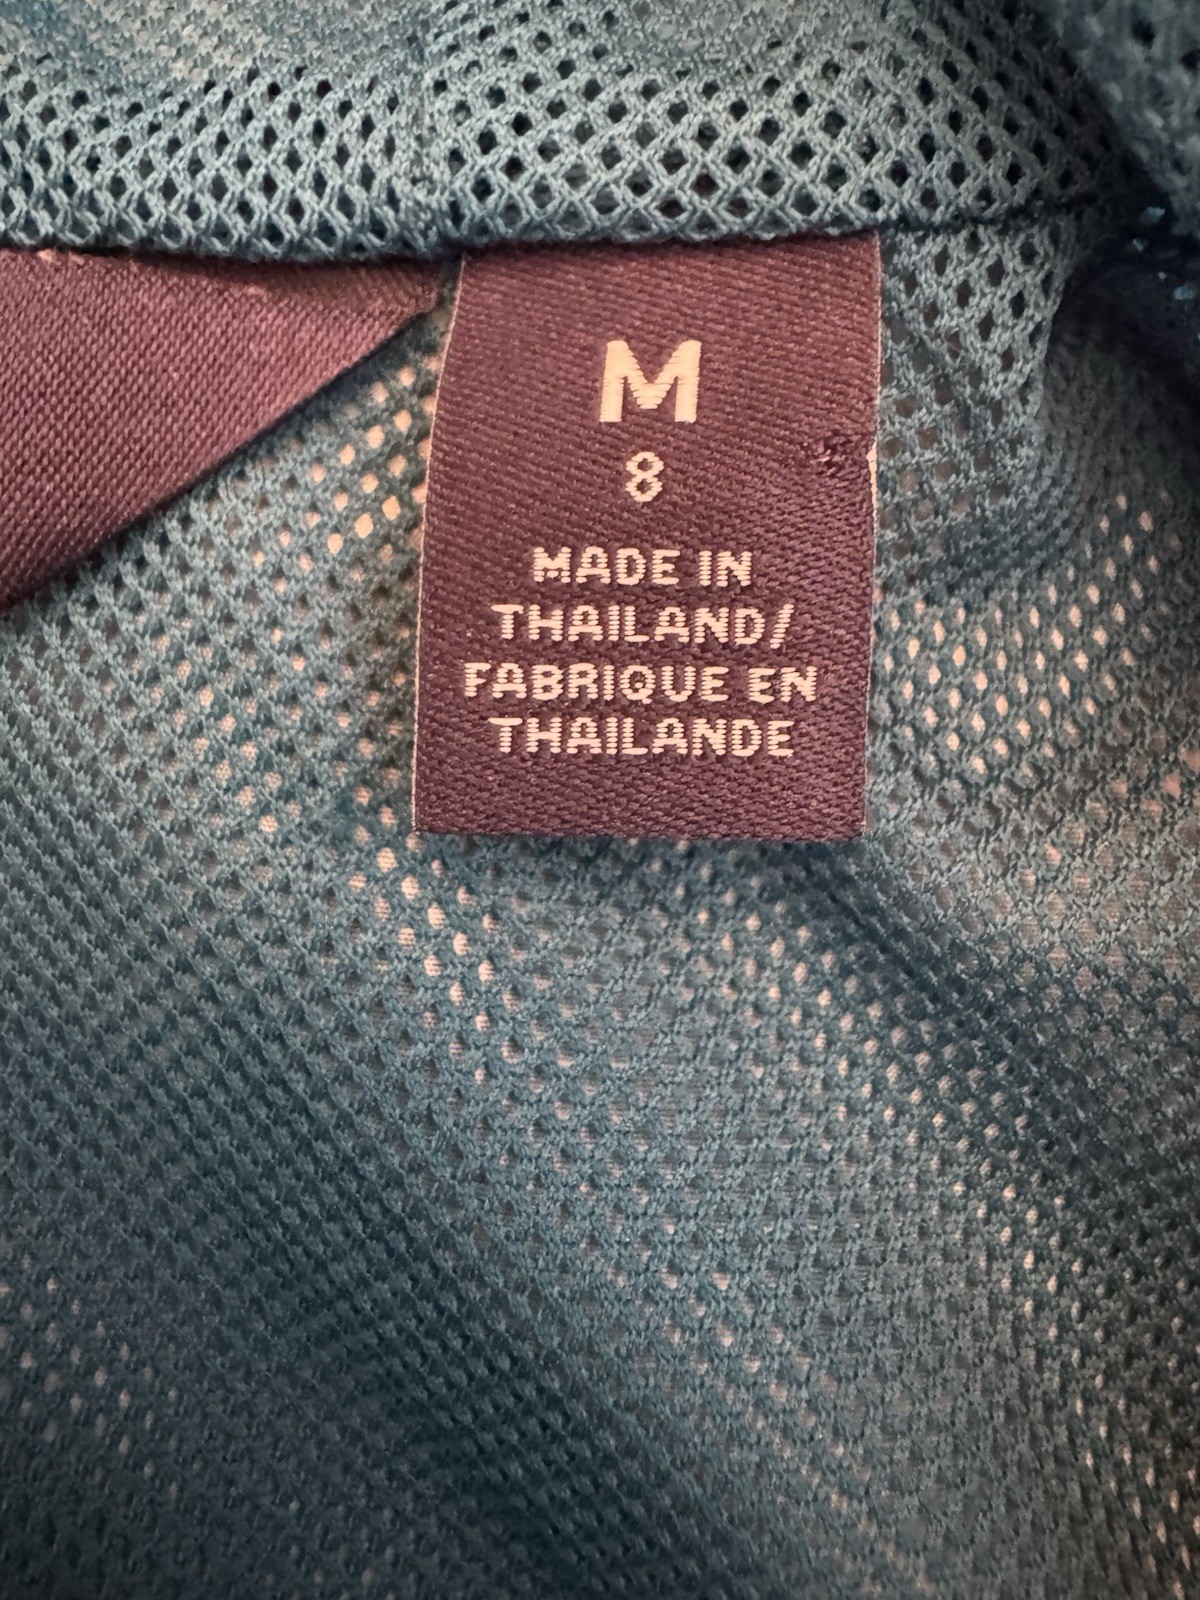 M
8
MADE IN
THAILAND/
FABRIQUE EN
THAILANDE